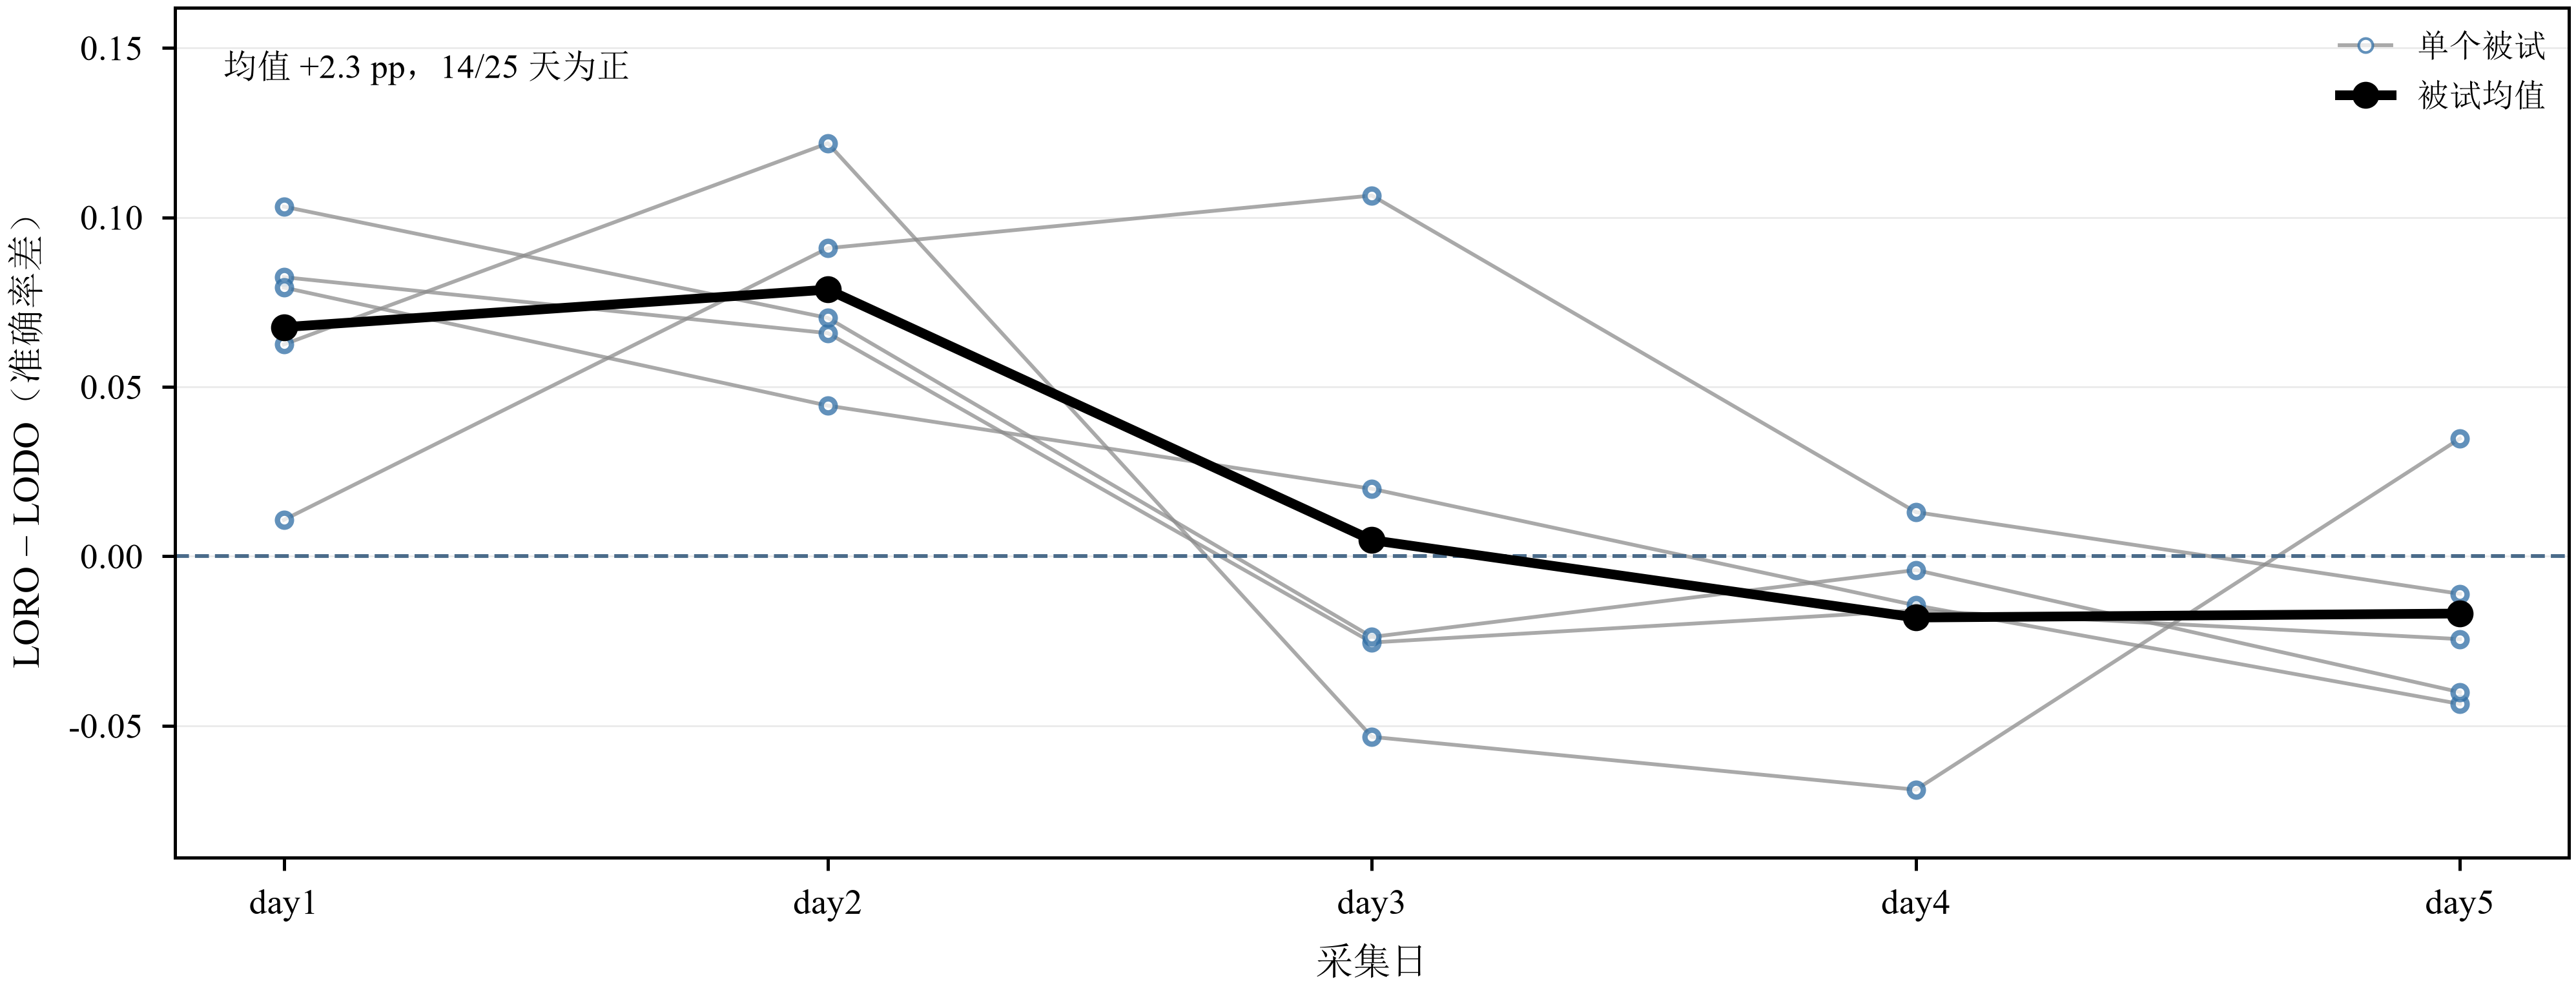 均值 +2.3 pp，14/25 天为正
单个被试
被试均值
LORO − LODO（准确率差）
0.15
0.10
0.05
0.00
-0.05
day1
day2
day3
day4
day5
采集日